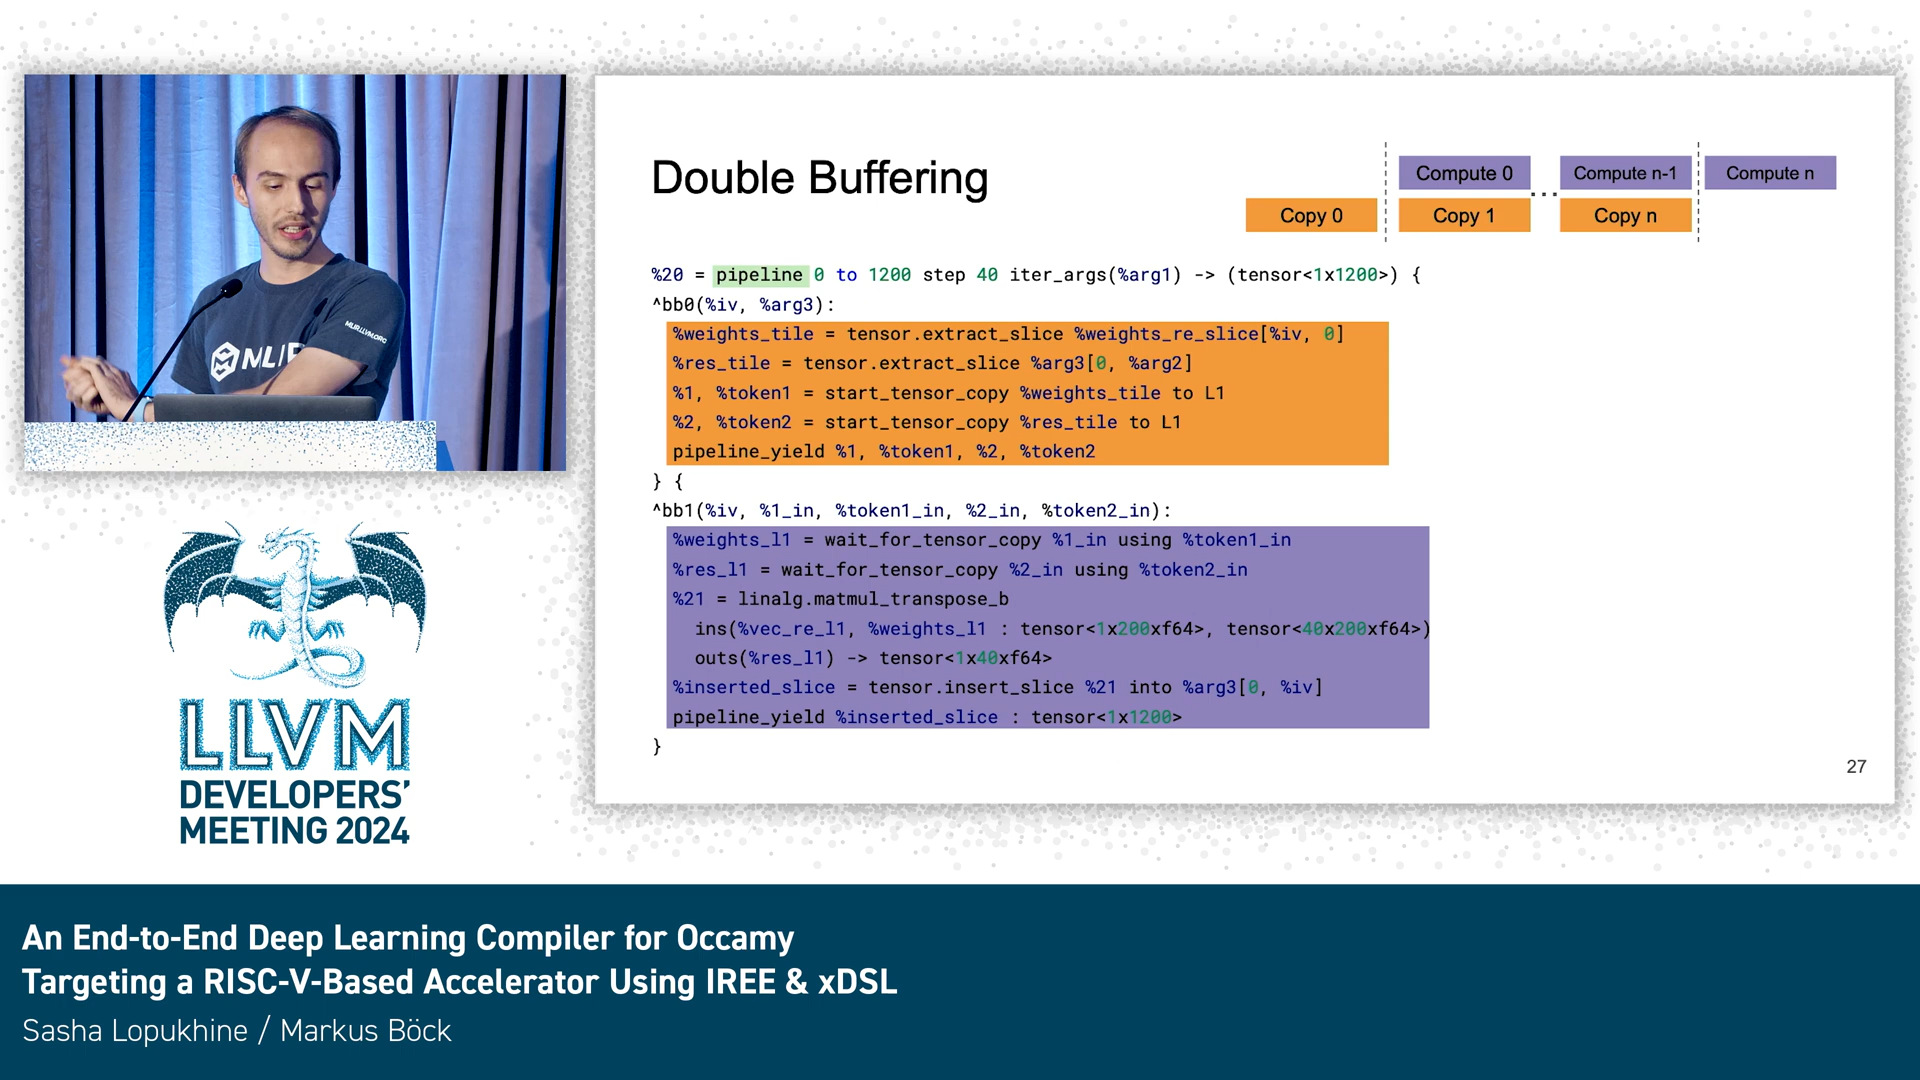 Double Buffering
Compute 0
Compute n-1
Compute n
...
Copy 0
Copy 1
Copy n
%20 = pipeline 0 to 1200 step 40 iter_args(%arg1) -> (tensor<1x1200>) {
^bb0(%iv, %arg3):
%weights_tile = tensor.extract_slice %weights_re_slice[%iv, 0]
%res_tile = tensor.extract_slice %arg3[0, %arg2]
%1, %token1 = start_tensor_copy %weights_tile to L1
%2, %token2 = start_tensor_copy %res_tile to L1
pipeline_yield %1, %token1, %2, %token2
} {
^bb1(%iv, %1_in, %token1_in, %2_in, %token2_in):
%weights_l1 = wait_for_tensor_copy %1_in using %token1_in
%res_l1 = wait_for_tensor_copy %2_in using %token2_in
%21 = linalg.matmul_transpose_b
ins(%vec_re_l1, %weights_l1 : tensor<1x200xf64>, tensor<40x200xf64>)
outs(%res_l1) -> tensor<1x40xf64>
%inserted_slice = tensor.insert_slice %21 into %arg3[0, %iv]
pipeline_yield %inserted_slice : tensor<1x1200>
}
27
MLIR.LLVM.ORG
MLIR
LLVM
DEVELOPERS'
MEETING 2024
An End-to-End Deep Learning Compiler for Occamy
Targeting a RISC-V-Based Accelerator Using IREE & xDSL
Sasha Lopukhine / Markus Böck